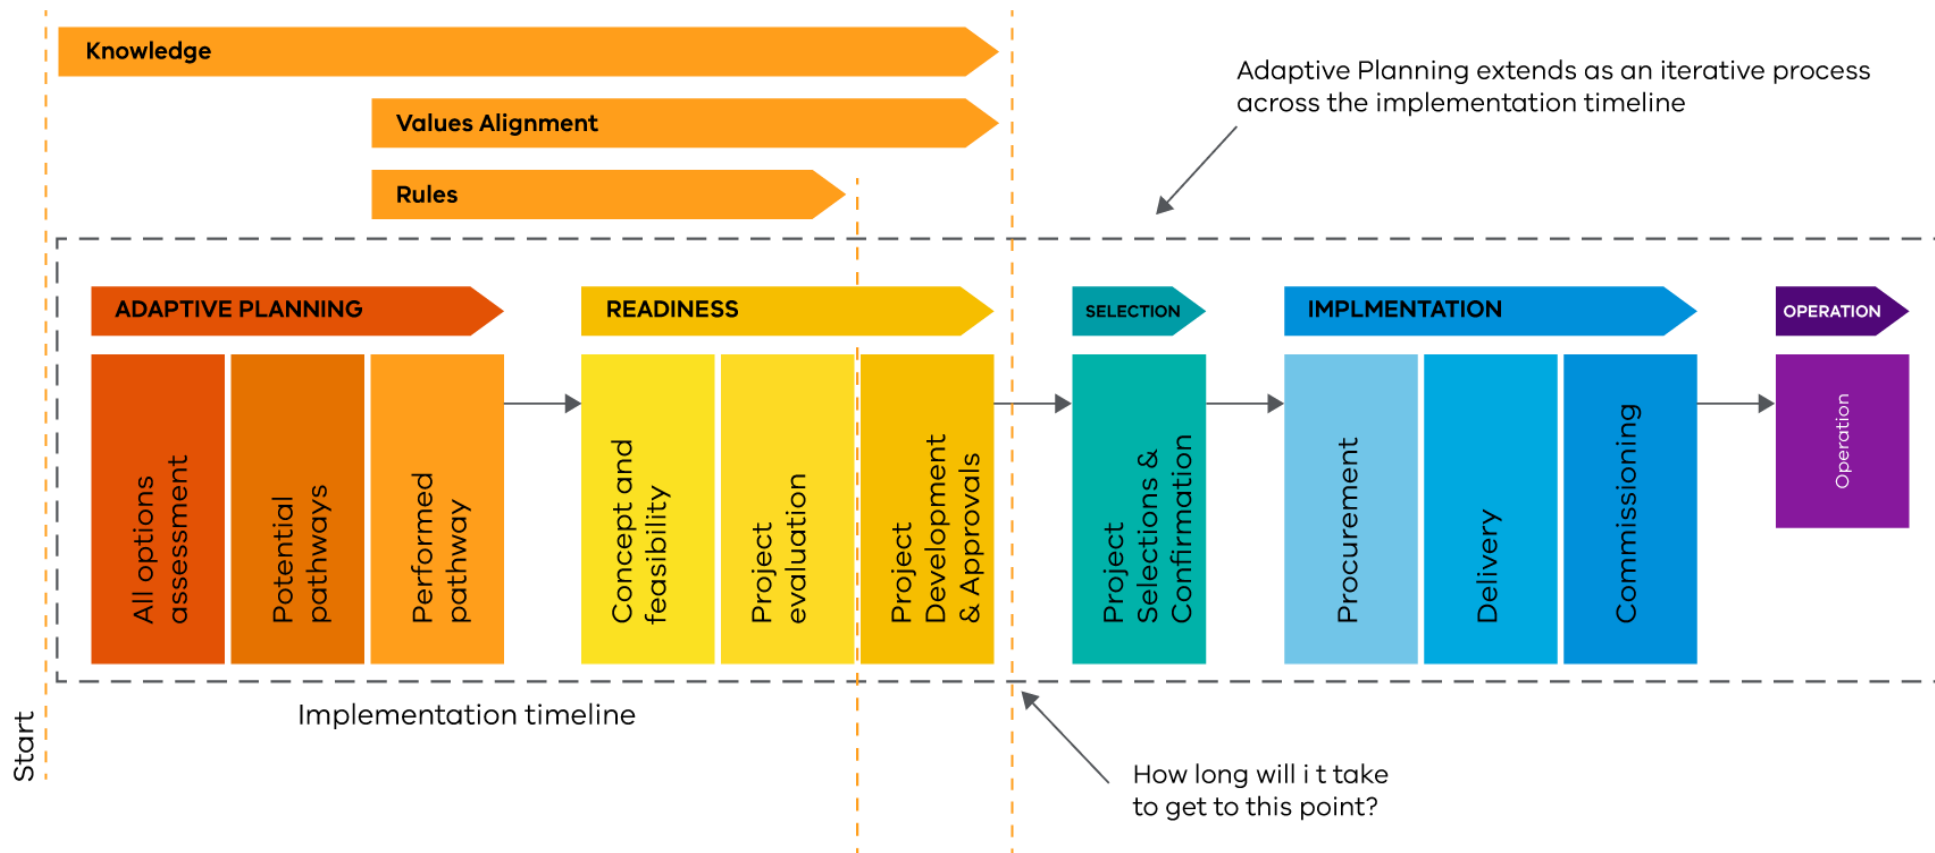 Knowledge
Values Alignment
Rules
Adaptive Planning extends as an iterative process
across the implementation timeline
ADAPTIVE PLANNING
READINESS
SELECTION
IMPLMENTATION
OPERATION
All options
assessment
Potential
pathways
Performed
pathway
Concept and
feasibility
Project
evaluation
Project
Development
& Approvals
Project
Selections &
Confirmation
Procurement
Delivery
Commissioning
Operation
Start
Implementation timeline
How long will i t take
to get to this point?